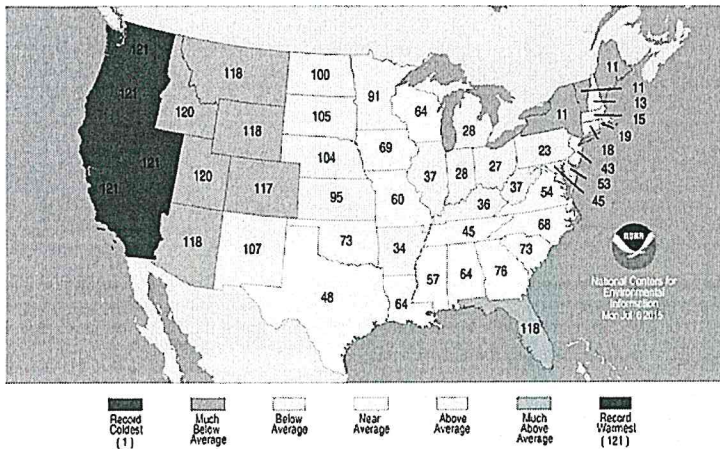 121
118
100
91
11
11
121
120
118
105
64
28
11
13
15
19
104
69
23
18
121
121
120
117
95
60
37
28
27
37
54
43
53
45
36
118
107
73
34
45
68
73
48
64
57
64
76
118
NOAA
National Centers for
Environmental
Information
Mon Jul 6 2015
Record
Coldest
(1)
Much
Below
Average
Below
Average
Near
Average
Above
Average
Much
Above
Average
Record
Warmest
(121)